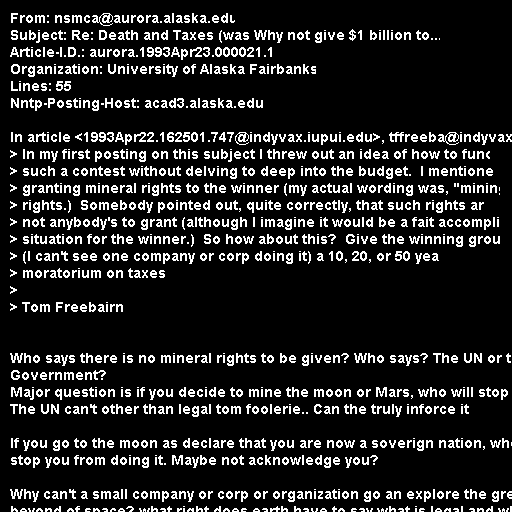 From: nsmca@aurora.alaska.edu
Subject: Re: Death and Taxes (was Why not give $1 billion to...
Article-I.D.: aurora.1993Apr23.000021.1
Organization: University of Alaska Fairbanks
Lines: 55
Nntp-Posting-Host: acad3.alaska.edu

In article <1993Apr22.162501.747@indyvax.iupui.edu>, tffreeba@indyvax
> In my first posting on this subject I threw out an idea of how to func
> such a contest without delving to deep into the budget.  I mentione
> granting mineral rights to the winner (my actual wording was, "mining
> rights.)  Somebody pointed out, quite correctly, that such rights ar
> not anybody's to grant (although I imagine it would be a fait accompli
> situation for the winner.)  So how about this?  Give the winning grou
> (I can't see one company or corp doing it) a 10, 20, or 50 yea
> moratorium on taxes
>
> Tom Freebairn

Who says there is no mineral rights to be given? Who says? The UN or t
Government?
Major question is if you decide to mine the moon or Mars, who will stop
The UN can't other than legal tom foolerie.. Can the truly inforce it

If you go to the moon as declare that you are now a soverign nation, who
stop you from doing it. Maybe not acknowledge you?

Why can't a small company or corp or organization go an explore the gre
beyond of space? what right does earth have to say what is legal and wh